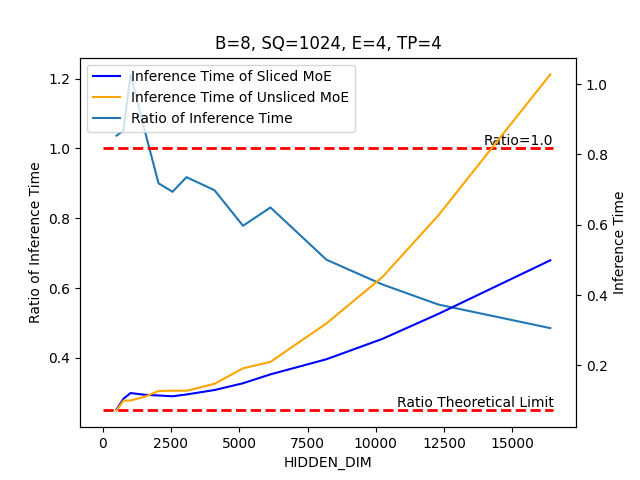 B=8, SQ=1024, E=4, TP=4
Inference Time of Sliced MoE
Inference Time of Unsliced MoE
Ratio of Inference Time
Ratio=1.0
Ratio Theoretical Limit
Ratio of Inference Time
1.2
1.0
0.8
0.6
0.4
1.0
0.8
0.6
0.4
0.2
Inference Time
0
2500
5000
7500
10000
12500
15000
HIDDEN_DIM